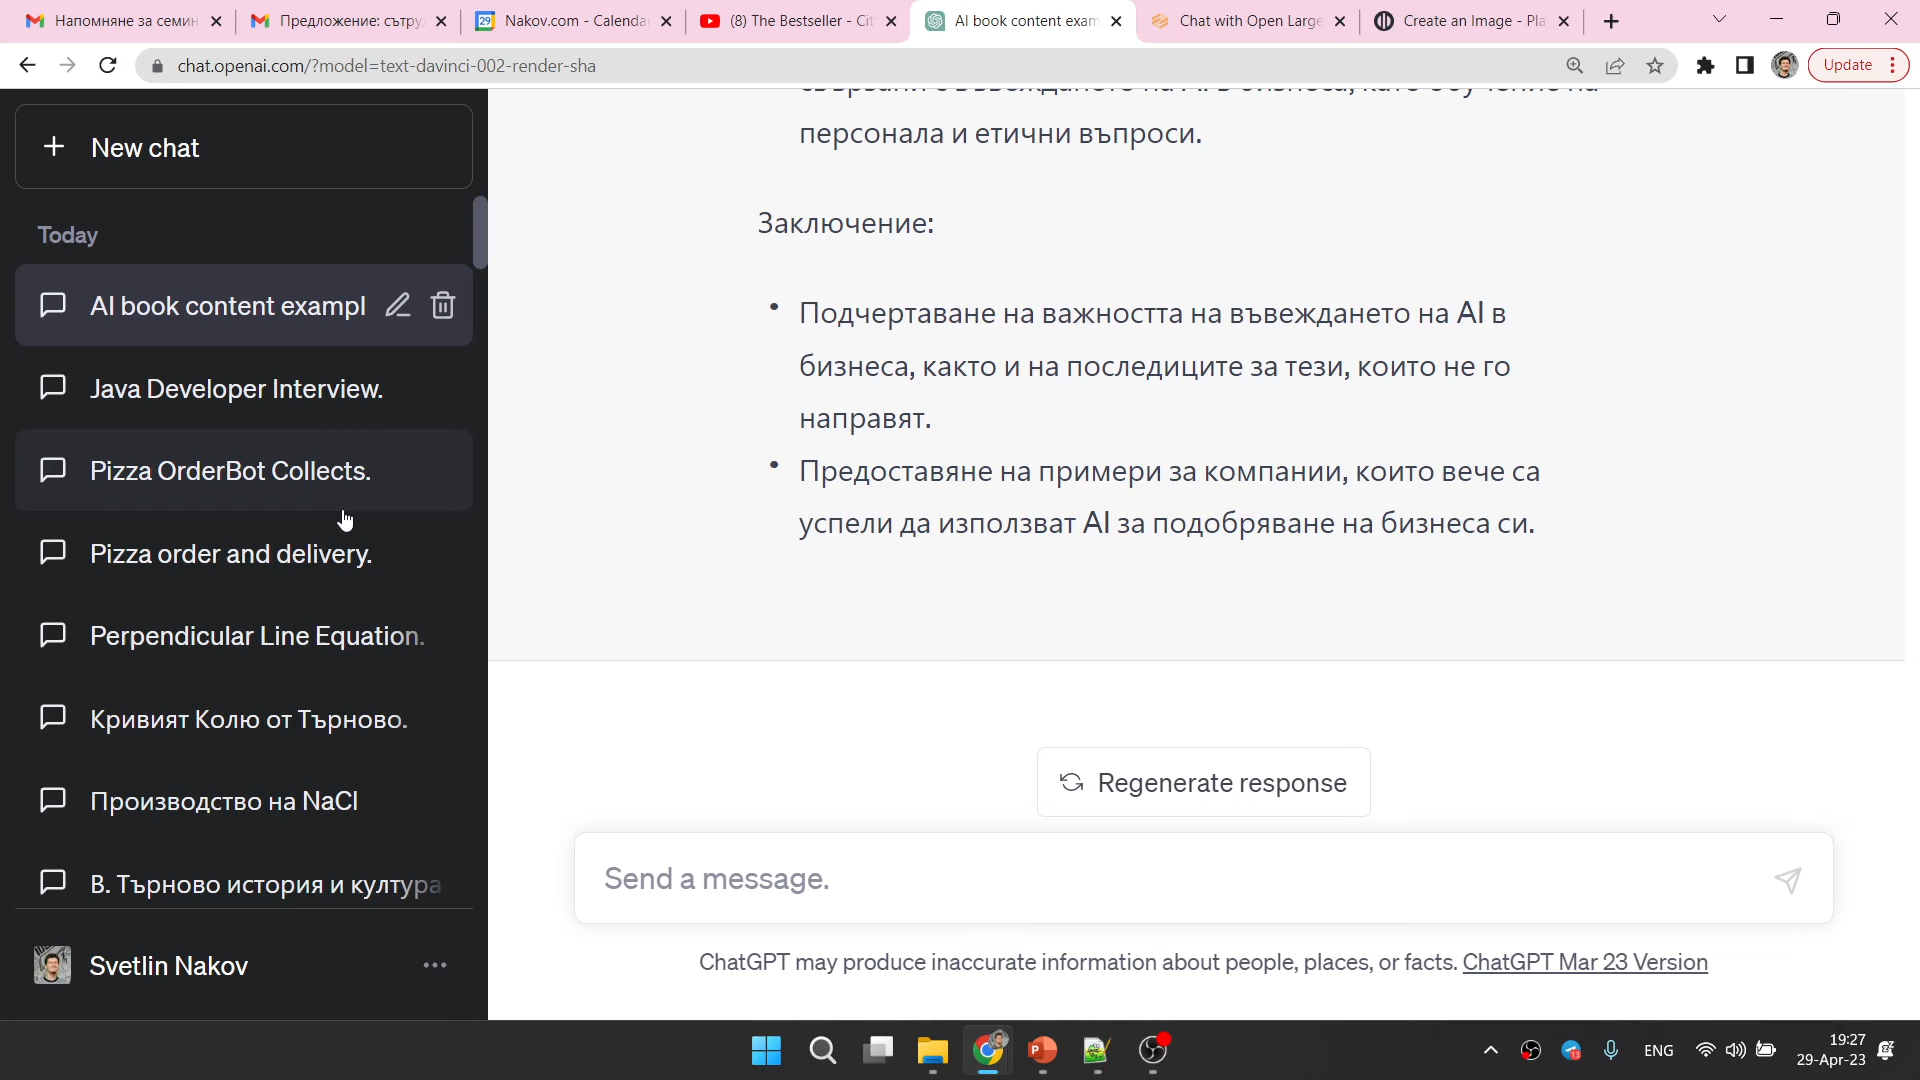 Напомняне за семин
Предложение: сътру
29
Nakov.com - Calenda
(8) The Bestseller - Cit
AI book content exam
Chat with Open Large
Create an Image - Pla
chat.openai.com/?model=text-davinci-002-render-sha
Update
New chat
Today
AI book content exampl
Java Developer Interview.
Pizza OrderBot Collects.
Pizza order and delivery.
Perpendicular Line Equation.
Кривият Колю от Търново.
Производство на NaCl
В. Търново история и култура
Svetlin Nakov
персонала и етични въпроси.
Заключение:
• Подчертаване на важността на въвеждането на AI в
бизнеса, както и на последиците за тези, които не го
направят.
• Предоставяне на примери за компании, които вече са
успели да използват AI за подобряване на бизнеса си.
Regenerate response
Send a message.
ChatGPT may produce inaccurate information about people, places, or facts. ChatGPT Mar 23 Version
13
ENG
19:27
29-Apr-23